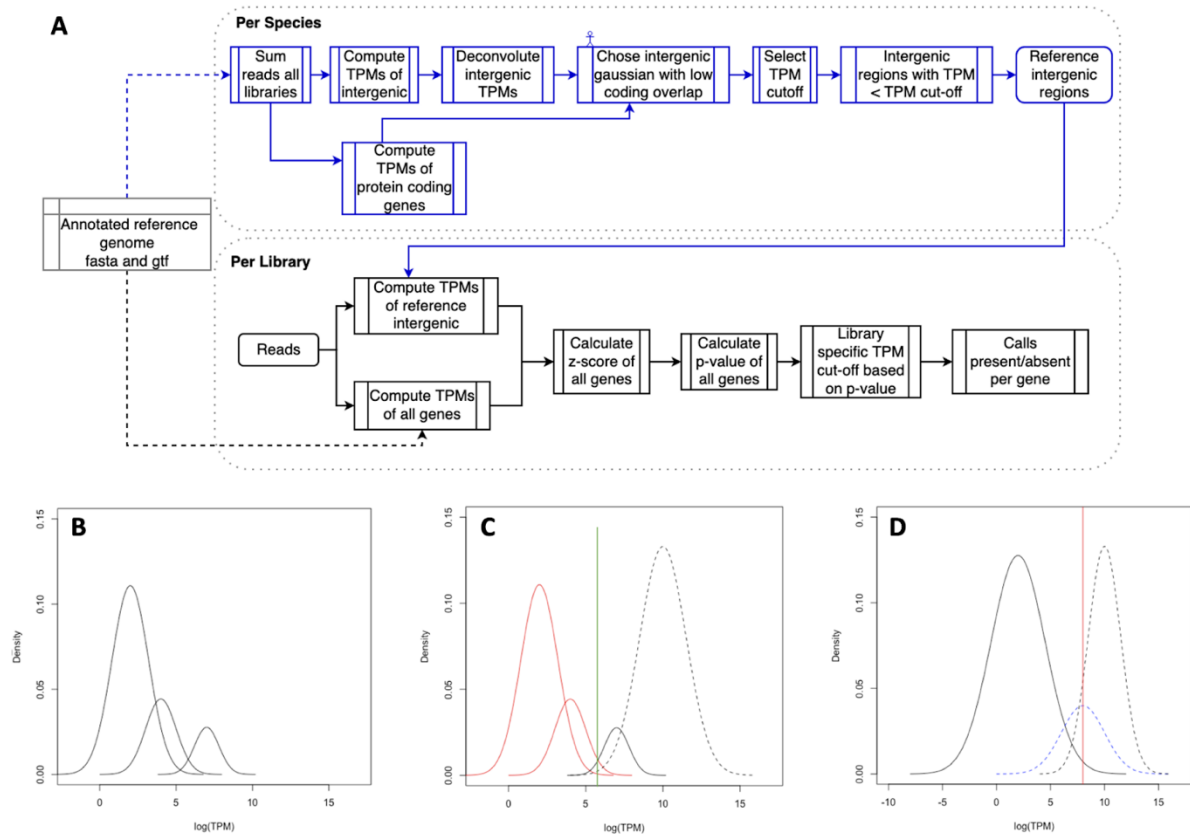 A
Per Species
Sum
reads all
libraries
Compute
TPMs of
intergenic
Deconvolute
intergenic
TPMs
Chose intergenic
gaussian with low
coding overlap
Select
TPM
cutoff
Intergenic
regions with TPM
< TPM cut-off
Reference
intergenic
regions
Compute
TPMs of
protein coding
genes
Annotated reference
genome
fasta and gtf
Per Library
Reads
Compute TPMs
of reference
intergenic
Compute TPMs
of all genes
Calculate
z-score of
all genes
Calculate
p-value of
all genes
Library
specific TPM
cut-off based
on p-value
Calls
present/absent
per gene
B
Density
0.15
0.10
0.05
0.00
0 5 10 15
log(TPM)
C
Density
0.15
0.10
0.05
0.00
0 5 10 15
log(TPM)
D
Density
0.15
0.10
0.05
0.00
-10 -5 0 5 10 15
log(TPM)